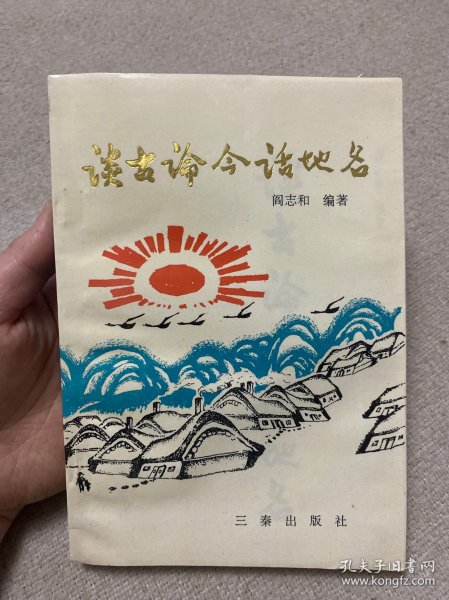 谈古论今话地名
阎志和 编著
三秦出版社
孔夫子旧书网
www.kongfz.com